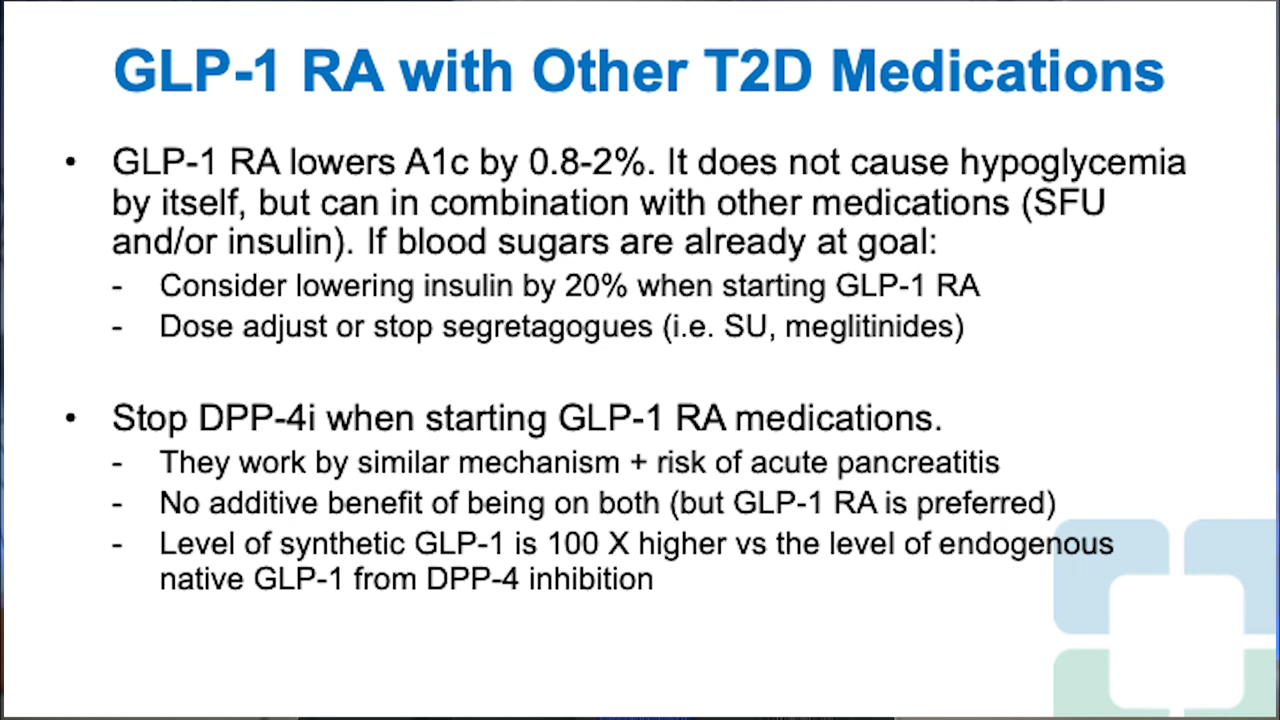 GLP-1 RA with Other T2D Medications
• GLP-1 RA lowers A1c by 0.8-2%. It does not cause hypoglycemia
by itself, but can in combination with other medications (SFU
and/or insulin). If blood sugars are already at goal:
- Consider lowering insulin by 20% when starting GLP-1 RA
- Dose adjust or stop segretagogues (i.e. SU, meglitinides)
• Stop DPP-4i when starting GLP-1 RA medications.
- They work by similar mechanism + risk of acute pancreatitis
- No additive benefit of being on both (but GLP-1 RA is preferred)
- Level of synthetic GLP-1 is 100 X higher vs the level of endogenous
native GLP-1 from DPP-4 inhibition